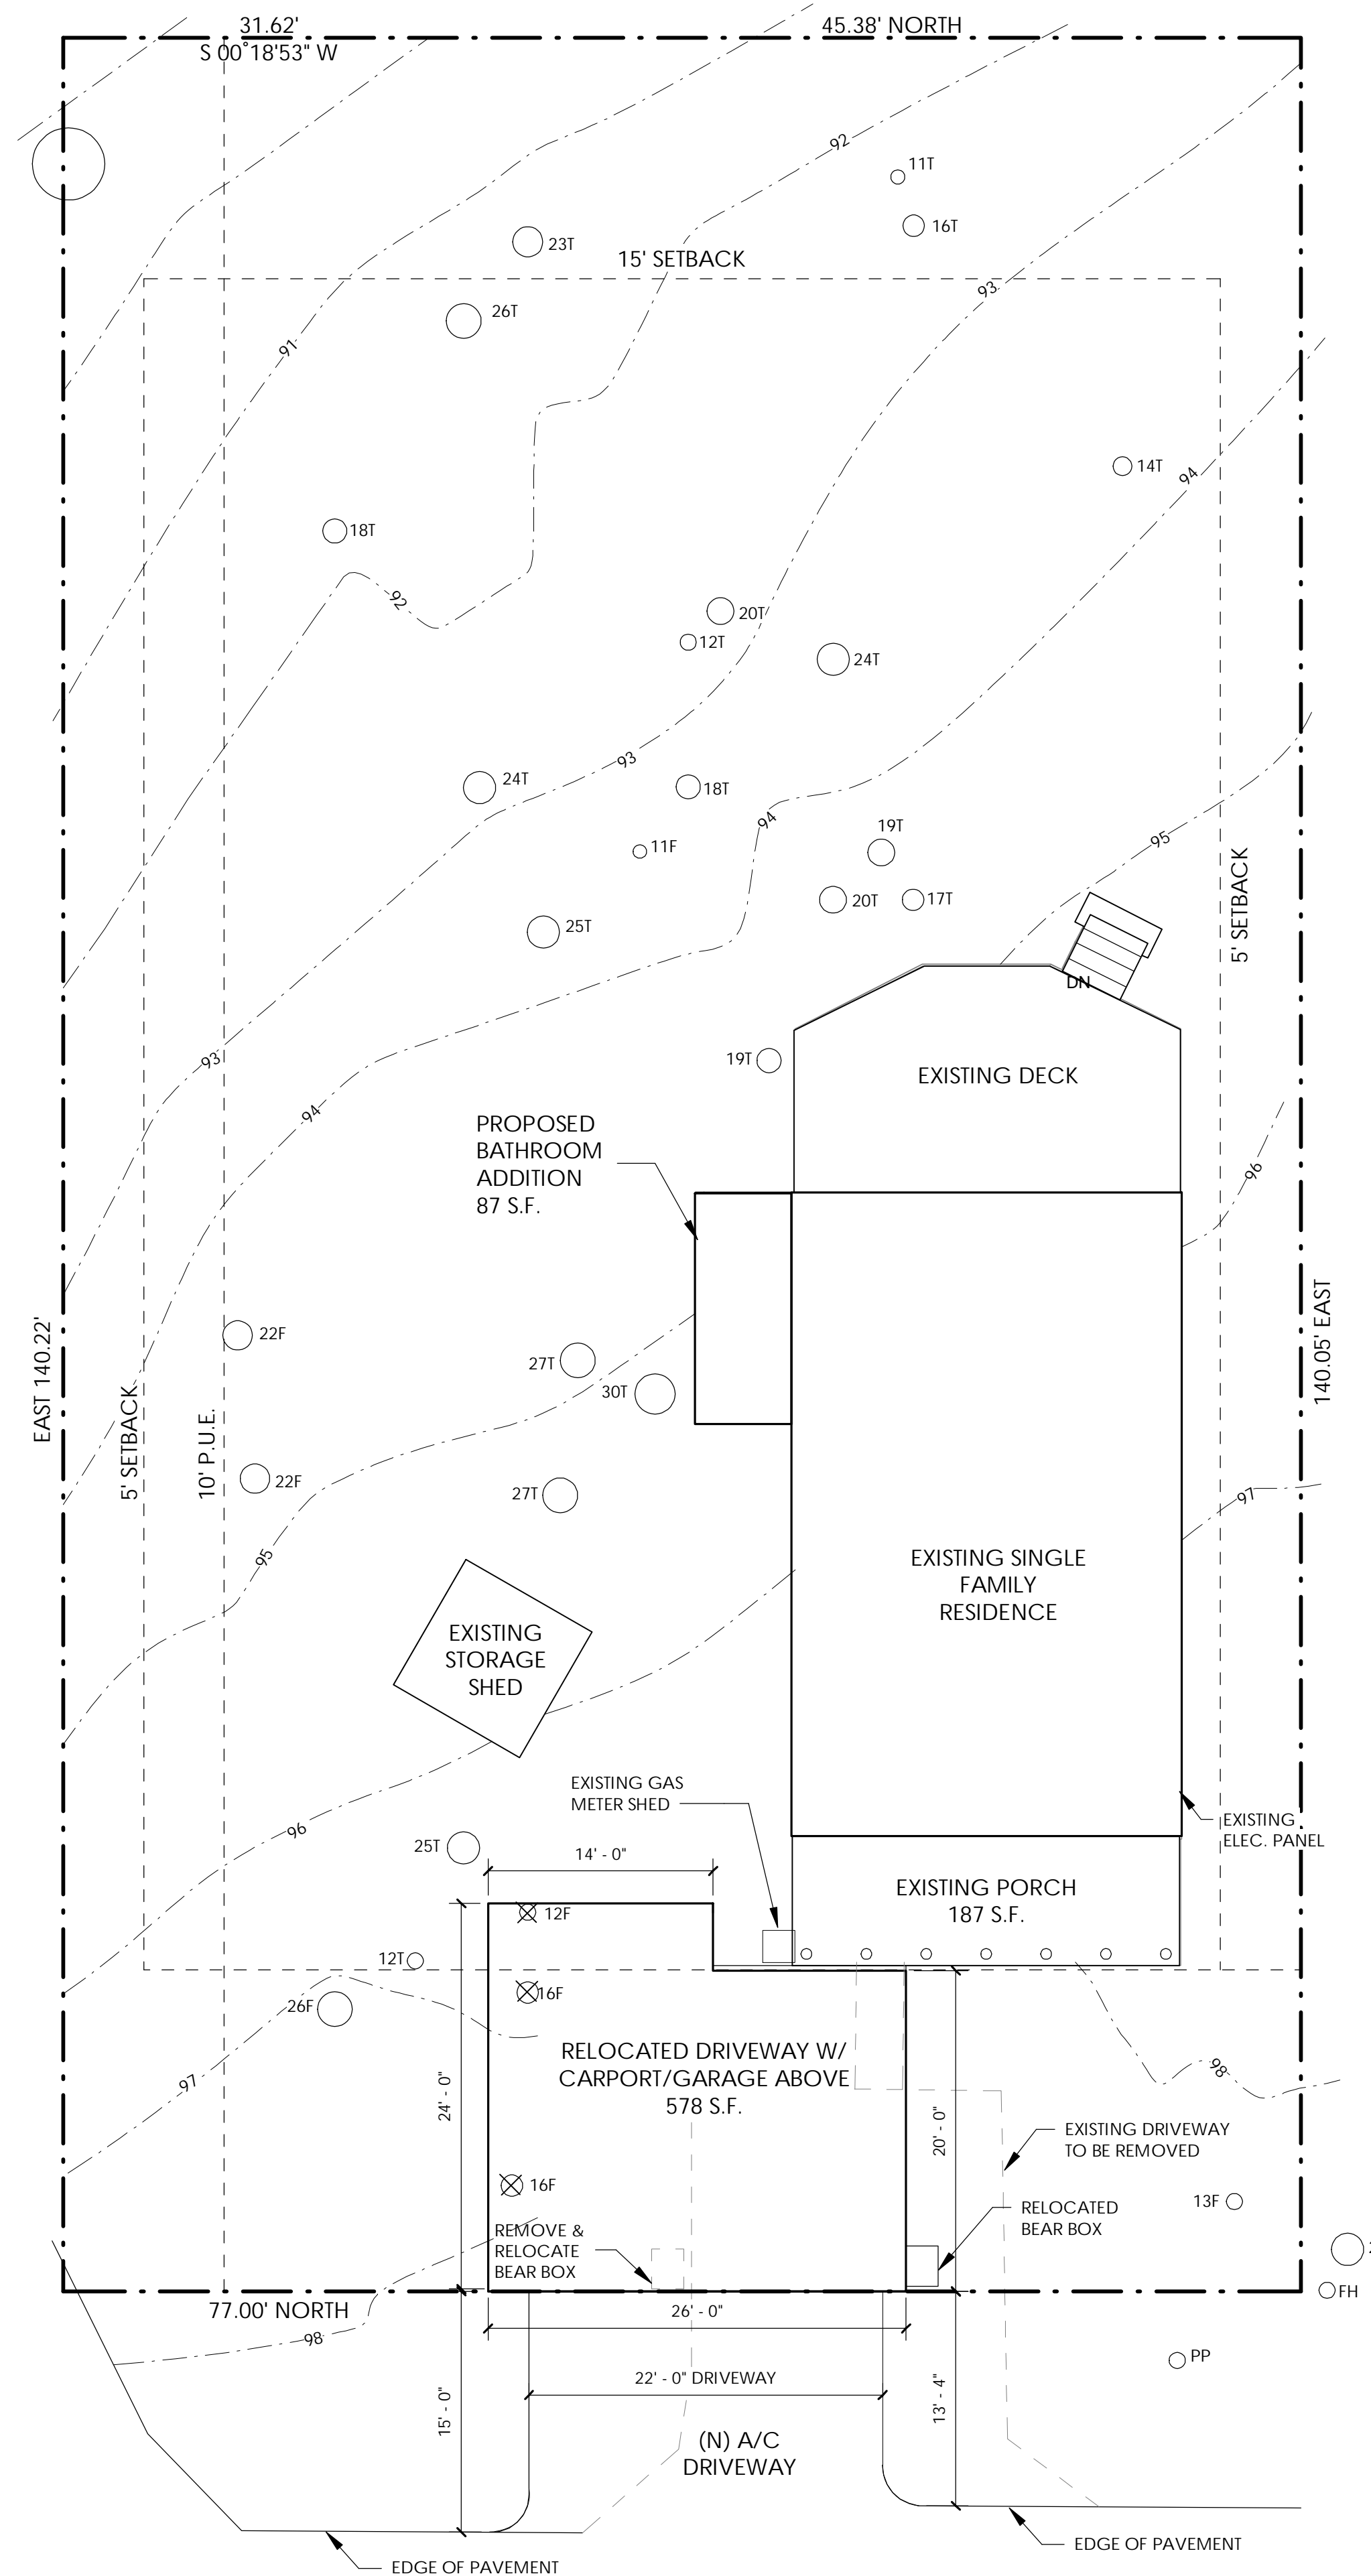 31.62'
S 00°18'53" W
45.38' NORTH
92
11T
16T
23T
15' SETBACK
93
26T
91
14T
94
18T
92
20T
12T
24T
93
24T
18T
94
19T
11F
20T
17T
25T
95
5' SETBACK
DN
93
19T
EXISTING DECK
94
PROPOSED
BATHROOM
ADDITION
87 S.F.
96
EAST 140.22'
140.05' EAST
22F
27T
30T
5' SETBACK
10' P.U.E.
22F
27T
97
95
EXISTING SINGLE
FAMILY
RESIDENCE
EXISTING
STORAGE
SHED
EXISTING GAS
METER SHED
96
EXISTING
ELEC. PANEL
25T
14' - 0"
EXISTING PORCH
187 S.F.
12F
12T
16F
26F
RELOCATED DRIVEWAY W/
CARPORT/GARAGE ABOVE
578 S.F.
97
98
24' - 0"
20' - 0"
EXISTING DRIVEWAY
TO BE REMOVED
16F
13F
RELOCATED
BEAR BOX
REMOVE &
RELOCATE
BEAR BOX
FH
77.00' NORTH
26' - 0"
98
PP
22' - 0" DRIVEWAY
15' - 0"
13' - 4"
(N) A/C
DRIVEWAY
EDGE OF PAVEMENT
EDGE OF PAVEMENT